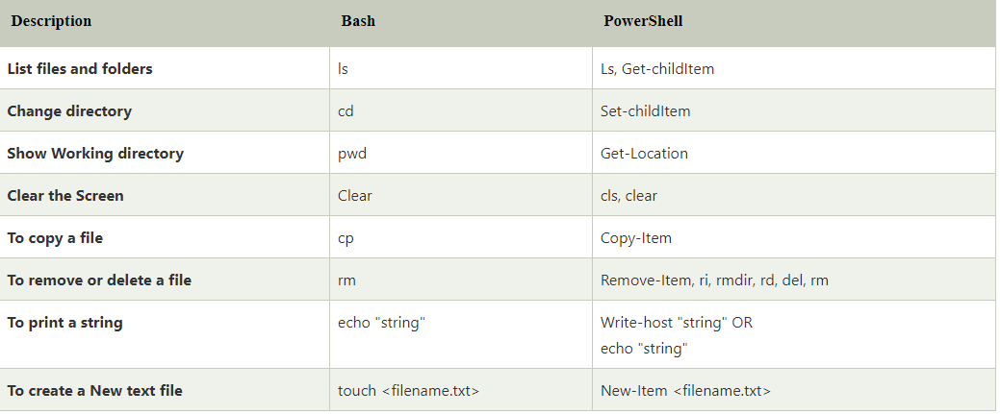 Description Bash PowerShell
List files and folders ls Ls, Get-childItem
Change directory cd Set-childItem
Show Working directory pwd Get-Location
Clear the Screen Clear cls, clear
To copy a file cp Copy-Item
To remove or delete a file rm Remove-Item, ri, rmdir, rd, del, rm
To print a string echo "string" Write-host "string" OR
echo "string"
To create a New text file touch <filename.txt> New-Item <filename.txt>